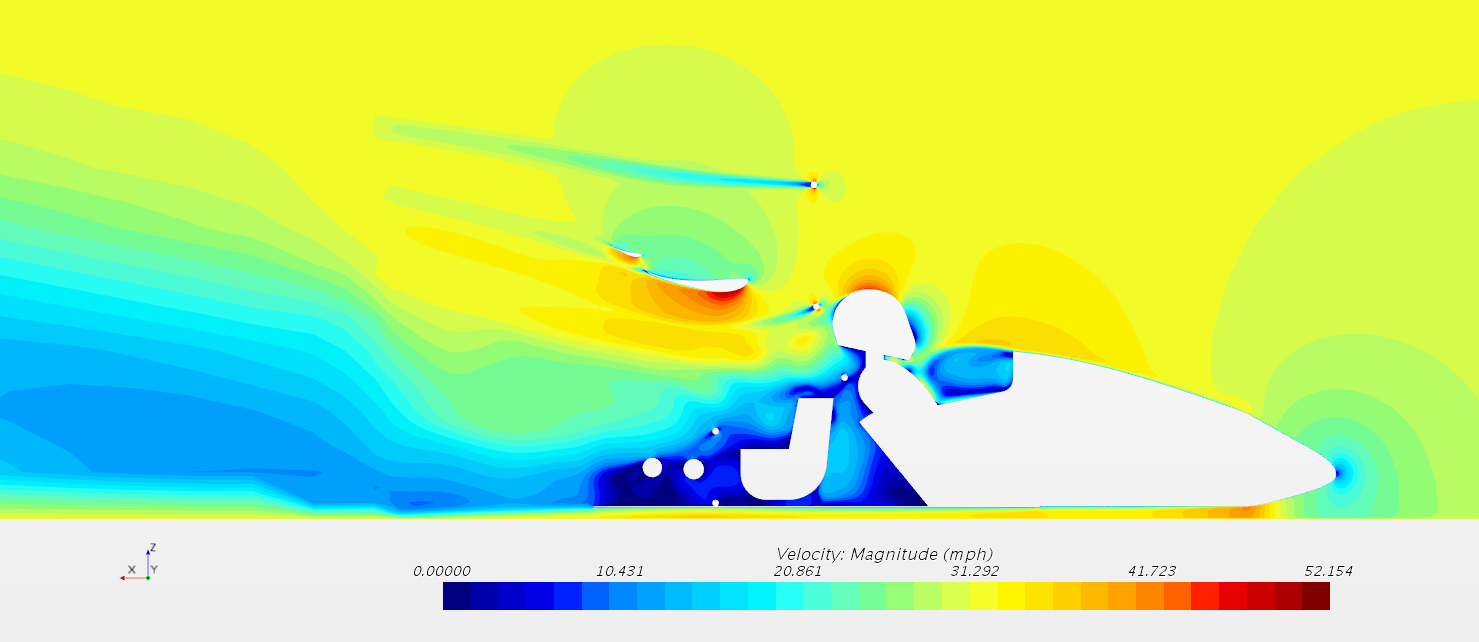 Z
X Y
Velocity: Magnitude (mph)
0.00000 10.431 20.861 31.292 41.723 52.154